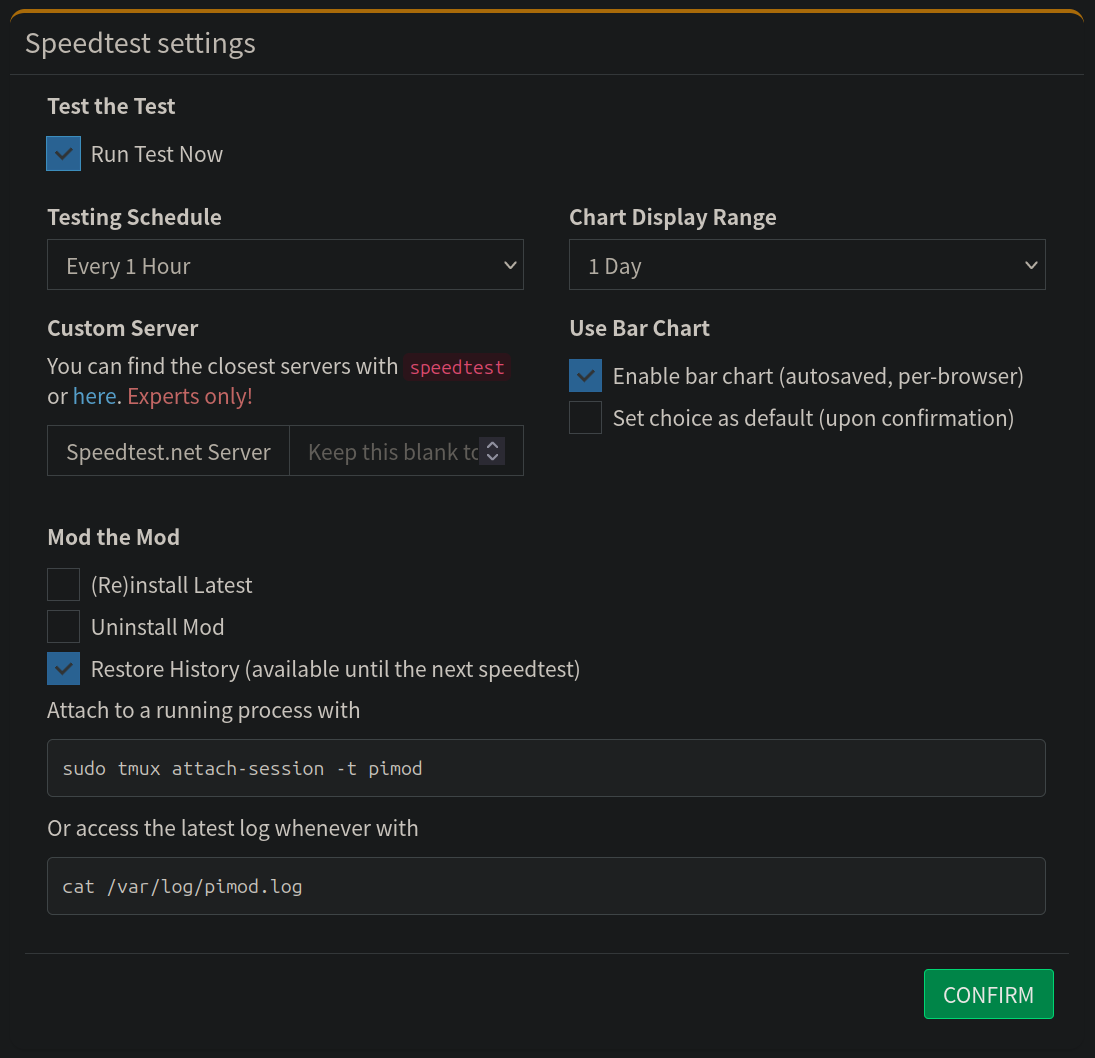 Speedtest settings
Test the Test
Run Test Now
Testing Schedule
Every 1 Hour
Chart Display Range
1 Day
Custom Server
You can find the closest servers with speedtest
or here. Experts only!
Speedtest.net Server
Keep this blank to
Use Bar Chart
Enable bar chart (autosaved, per-browser)
Set choice as default (upon confirmation)
Mod the Mod
(Re)install Latest
Uninstall Mod
Restore History (available until the next speedtest)
Attach to a running process with
sudo tmux attach-session -t pimod
Or access the latest log whenever with
cat /var/log/pimod.log
CONFIRM